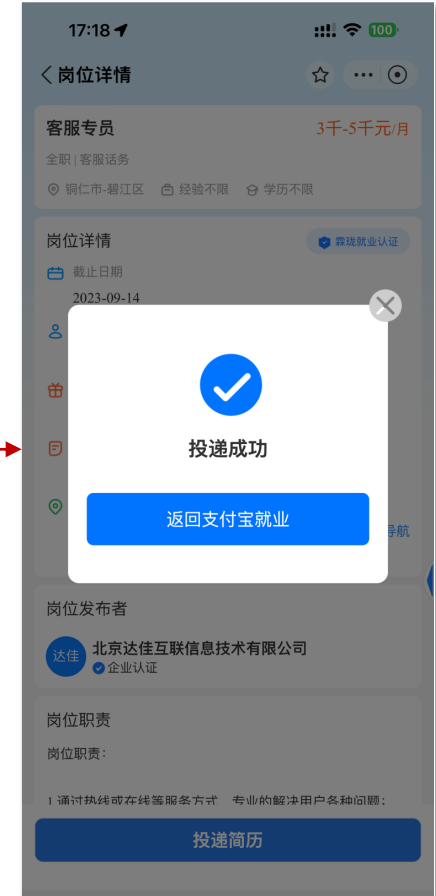 17:18
100
岗位详情
客服专员
3千-5千元/月
全职 | 客服话务
铜仁市-碧江区 经验不限 学历不限
岗位详情
霖珑就业认证
截止日期
2023-09-14
投递成功
返回支付宝就业
导航
岗位发布者
达佳
北京达佳互联信息技术有限公司
企业认证
岗位职责
岗位职责：
1.通过热线或在线等服务方式，专业的解决用户各种问题；
投递简历